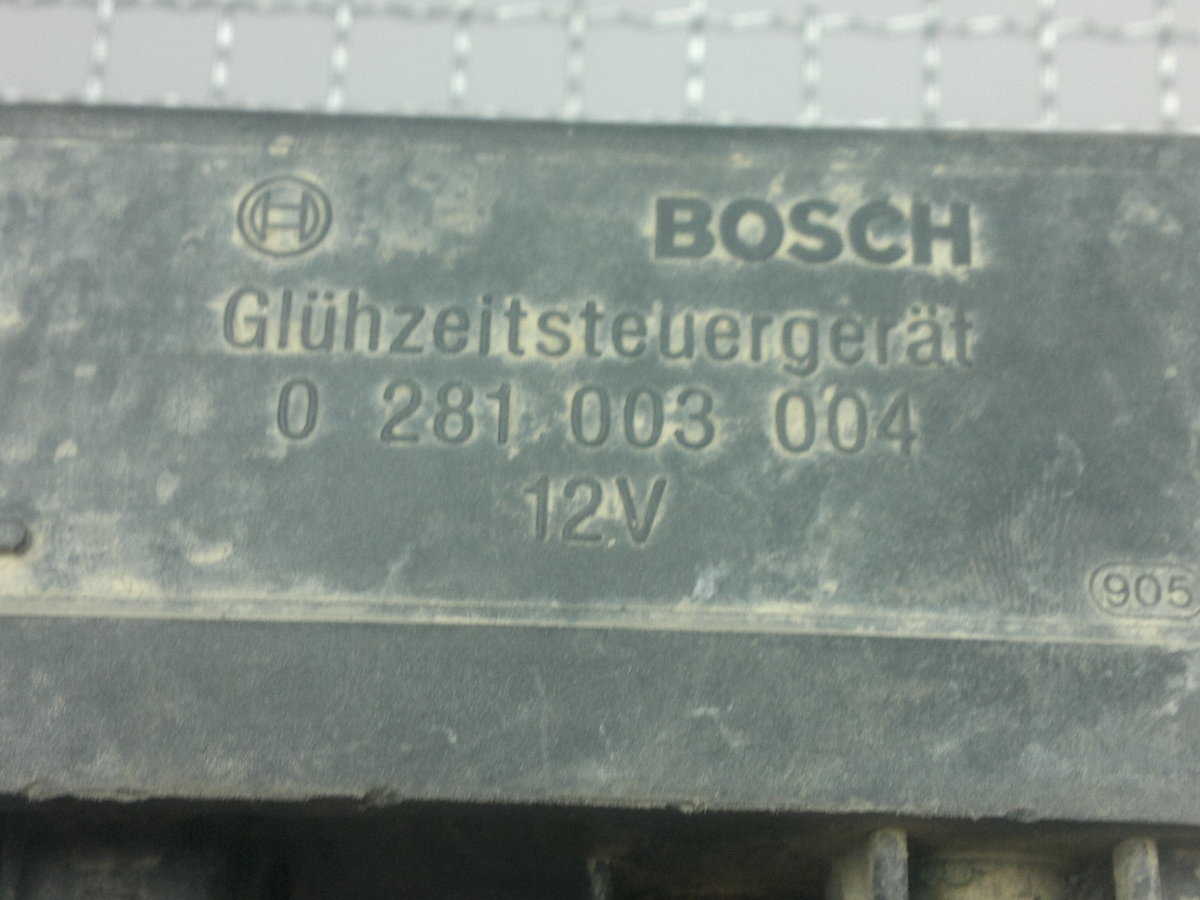 BOSCH
Glühzeitsteuergerät
0 281 003 004
12V
905